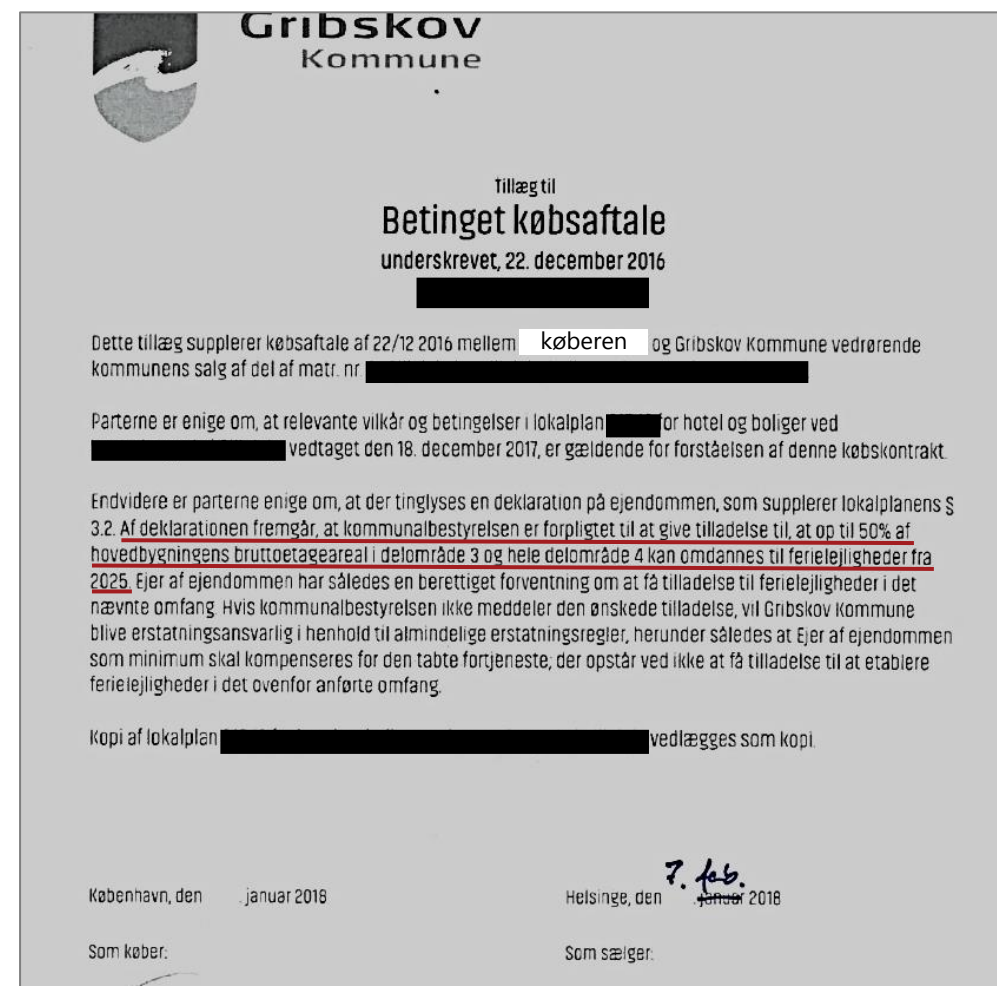 Gribskov
Kommune
Tillæg til
Betinget købsaftale
underskrevet, 22. december 2016
Dette tillæg supplerer købsaftale af 22/12 2016 mellem køberen og Gribskov Kommune vedrørende
kommunens salg af del af matr. nr.
Parterne er enige om, at relevante vilkår og betingelser i lokalplan for hotel og boliger ved
vedtaget den 18. december 2017, er gældende for forståelsen af denne købskontrakt.
Endvidere er parterne enige om, at der tinglyses en deklaration på ejendommen, som supplerer lokalplanens §
3.2. Af deklarationen fremgår, at kommunalbestyrelsen er forpligtet til at give tilladelse til, at op til 50% af
hovedbygningens bruttoetageareal i delområde 3 og hele delområde 4 kan omdannes til ferielejligheder fra
2025. Ejer af ejendommen har således en berettiget forventning om at få tilladelse til ferielejligheder i det
nævnte omfang. Hvis kommunalbestyrelsen ikke meddeler den ønskede tilladelse, vil Gribskov Kommune
blive erstatningsansvarlig i henhold til almindelige erstatningsregler, herunder således at Ejer af ejendommen
som minimum skal kompenseres for den tabte fortjeneste, der opstår ved ikke at få tilladelse til at etablere
ferielejligheder i det ovenfor anførte omfang.
Kopi af lokalplan vedlægges som kopi.
7. feb.
København, den . januar 2018 Helsinge, den . januar 2018
Som køber: Som sælger: